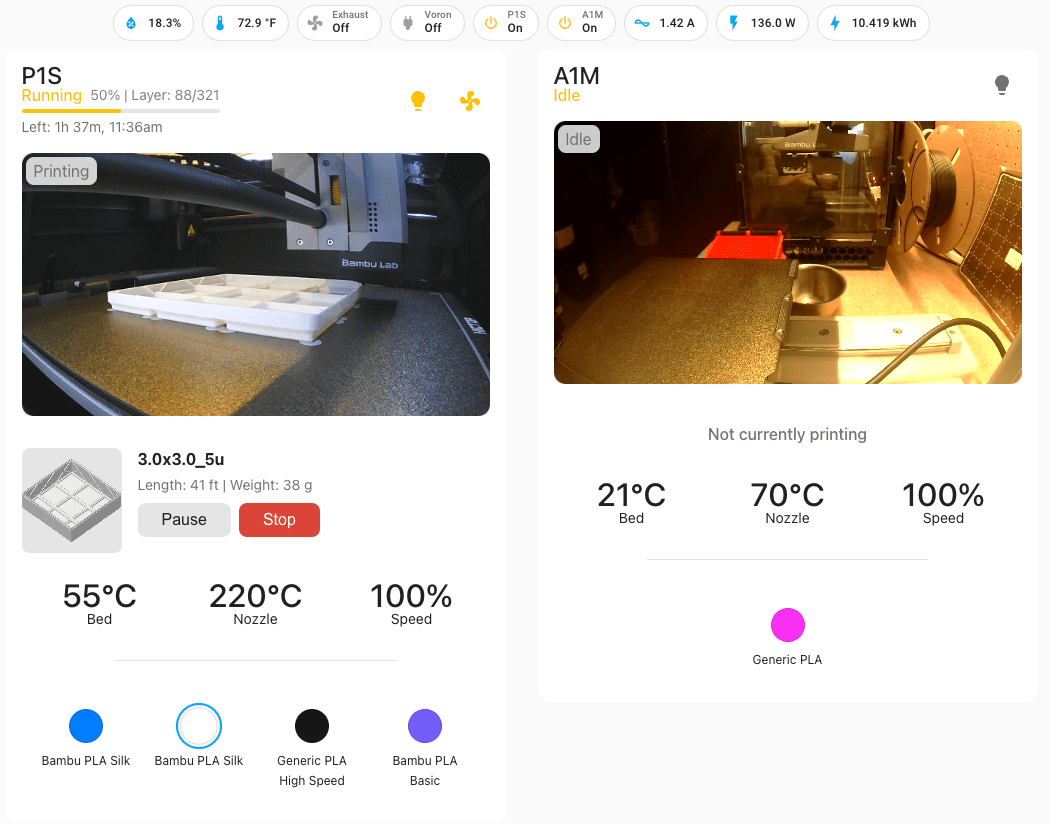 18.3%
72.9 °F
Exhaust
Off
Voron
Off
P1S
On
A1M
On
1.42 A
136.0 W
10.419 kWh
P1S
Running 50% | Layer: 88/321
Left: 1h 37m, 11:36am
Printing
Bambu Lab
3.0x3.0_5u
Length: 41 ft | Weight: 38 g
Pause Stop
55°C 220°C 100%
Bed Nozzle Speed
Bambu PLA Silk
Bambu PLA Silk
Generic PLA
High Speed
Bambu PLA
Basic
A1M
Idle
Idle
Bambu Lab
Not currently printing
21°C 70°C 100%
Bed Nozzle Speed
Generic PLA